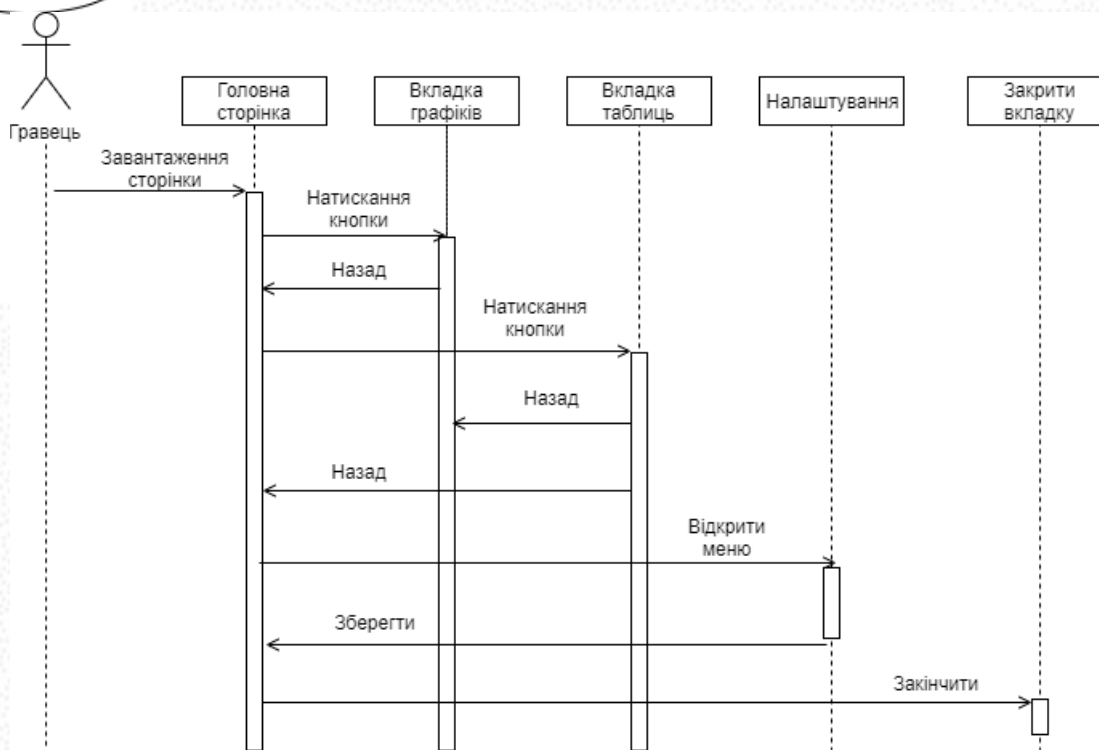 Гравець
Головна
сторінка
Вкладка
графіків
Вкладка
таблиць
Налаштування
Закрити
вкладку
Завантаження
сторінки
Натискання
кнопки
Назад
Натискання
кнопки
Назад
Назад
Відкрити
меню
Зберегти
Закінчити